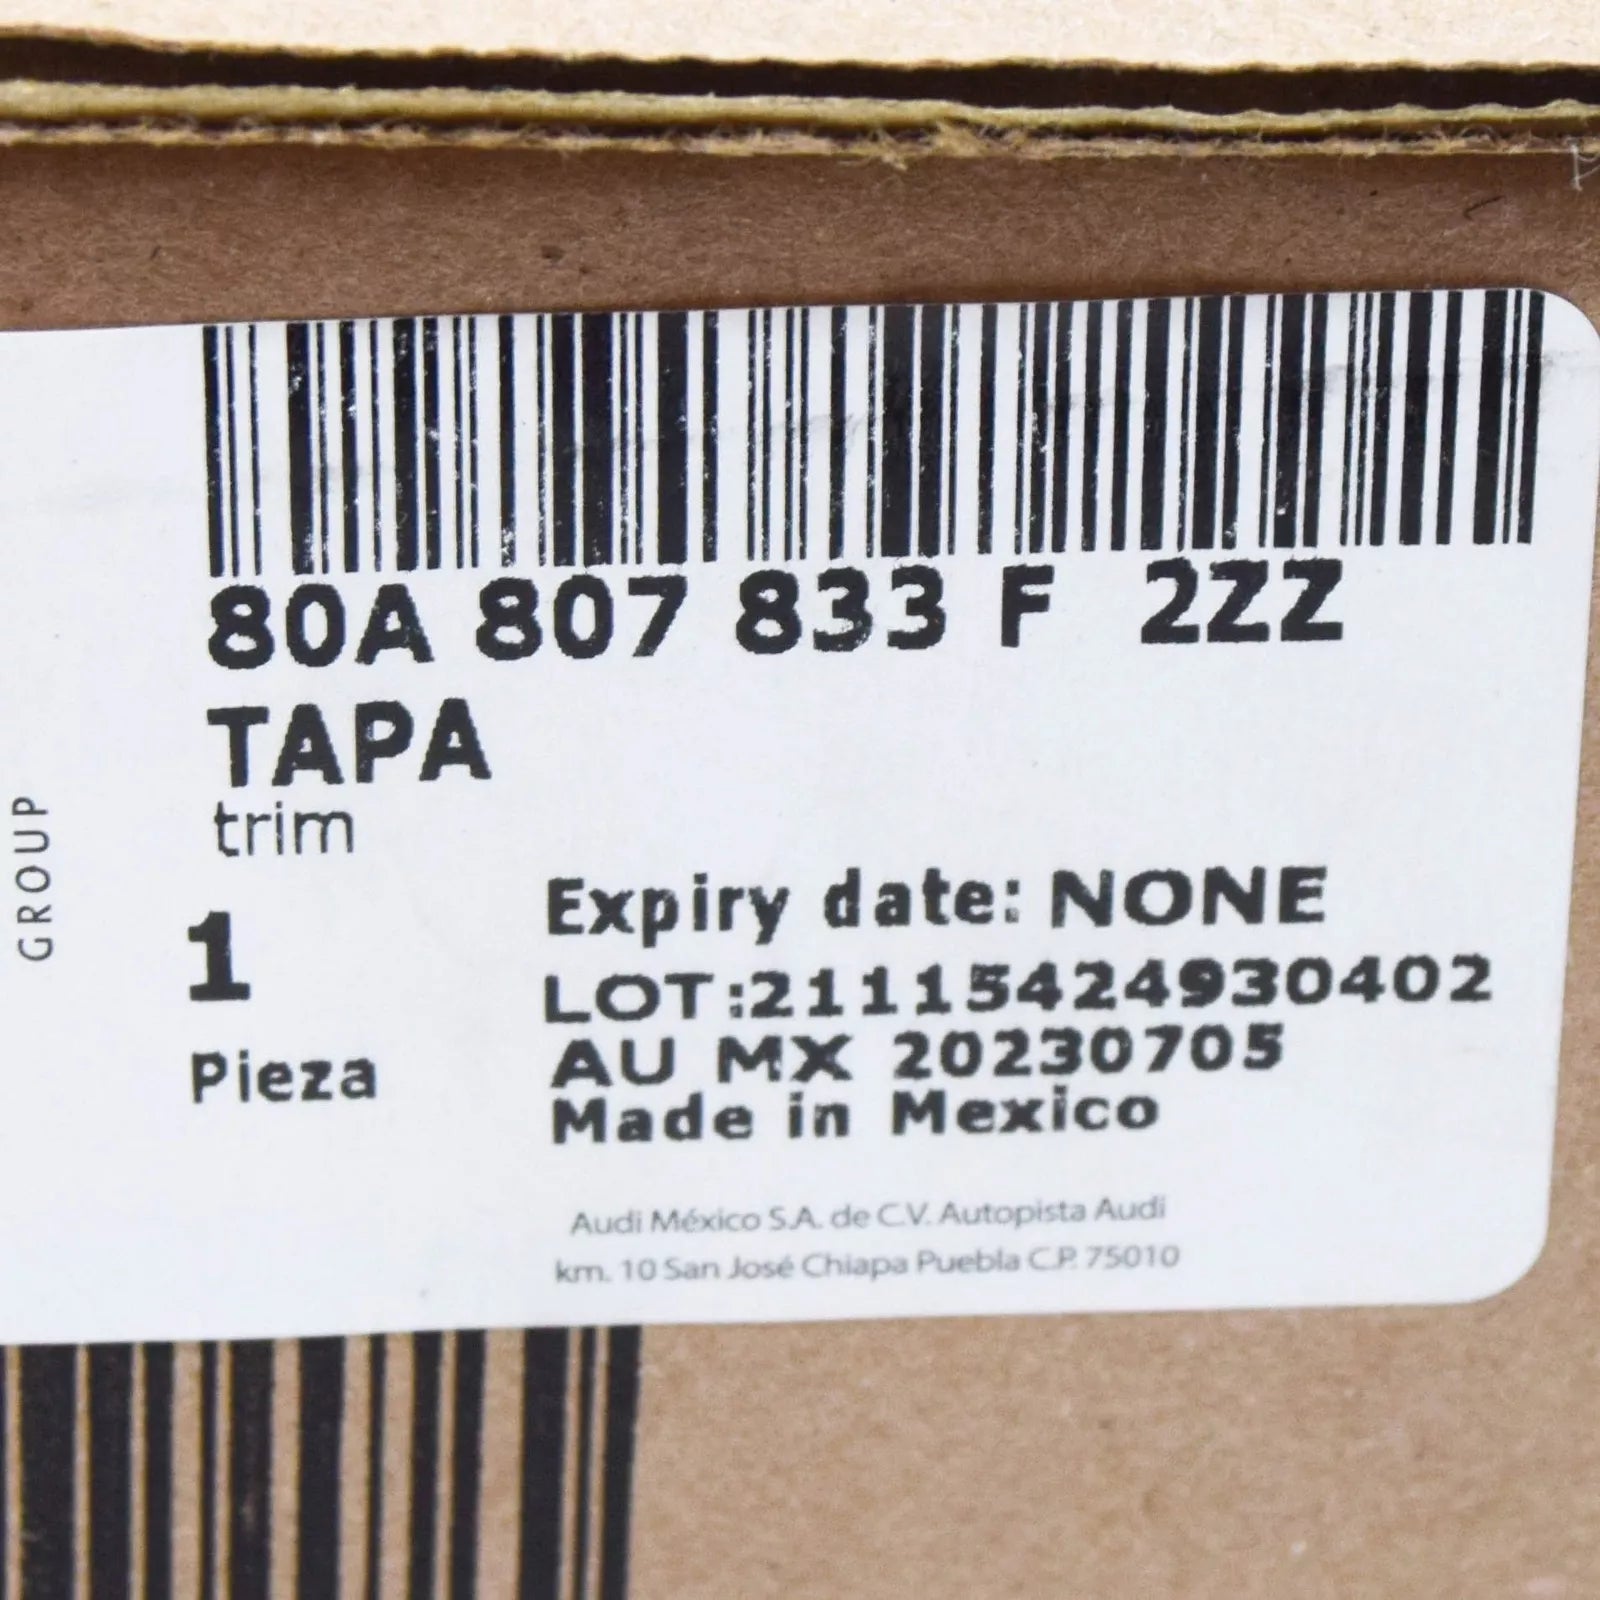 80A 807 833 F 2ZZ
TAPA
trim
GROUP
1
Pieza
Expiry date: NONE
LOT:21115424930402
AU MX 20230705
Made in Mexico
Audi México S.A. de C.V. Autopista Audi
km. 10 San José Chiapa Puebla C.P. 75010